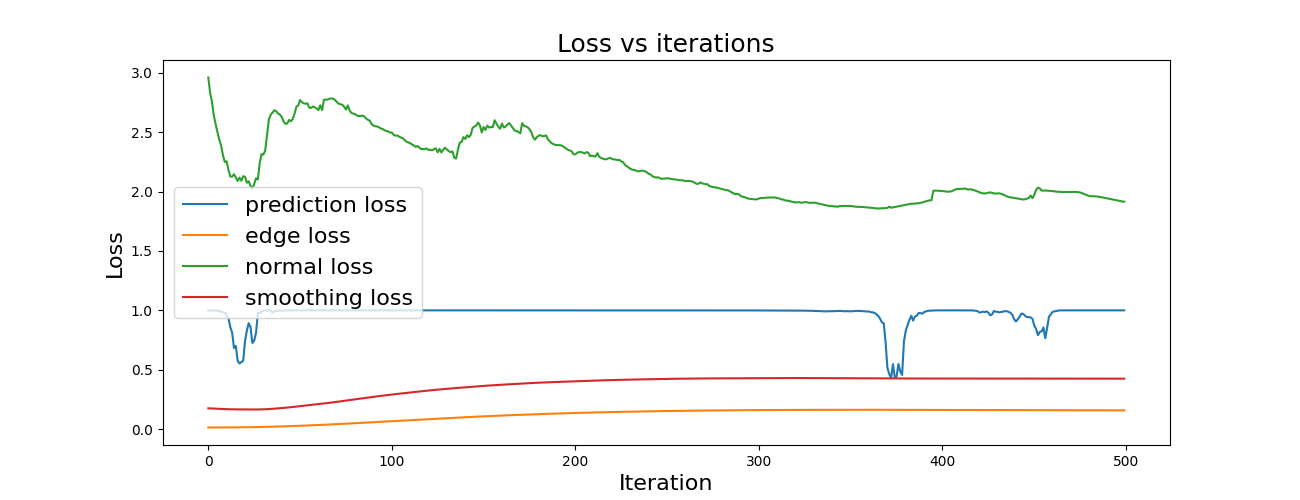 Loss vs iterations
3.0
2.5
2.0
1.5
1.0
0.5
0.0
Loss
prediction loss
edge loss
normal loss
smoothing loss
0 100 200 300 400 500
Iteration